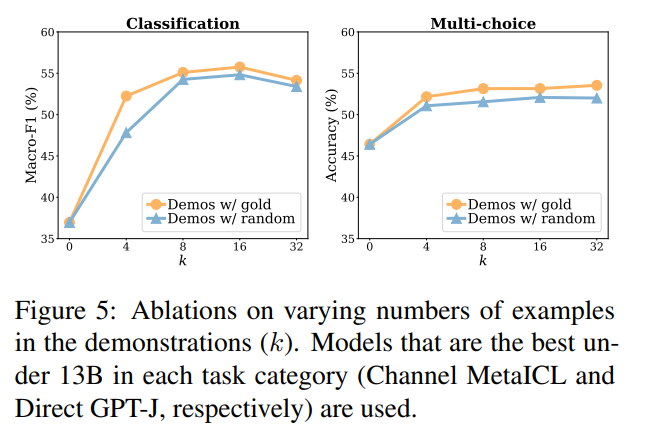 Classification
60
55
50
45
40
35
Macro-F1 (%)
0 4 8 16 32
k
Demos w/ gold
Demos w/ random
Multi-choice
60
55
50
45
40
35
Accuracy (%)
0 4 8 16 32
k
Demos w/ gold
Demos w/ random
Figure 5: Ablations on varying numbers of examples
in the demonstrations (k). Models that are the best un-
der 13B in each task category (Channel MetaICL and
Direct GPT-J, respectively) are used.